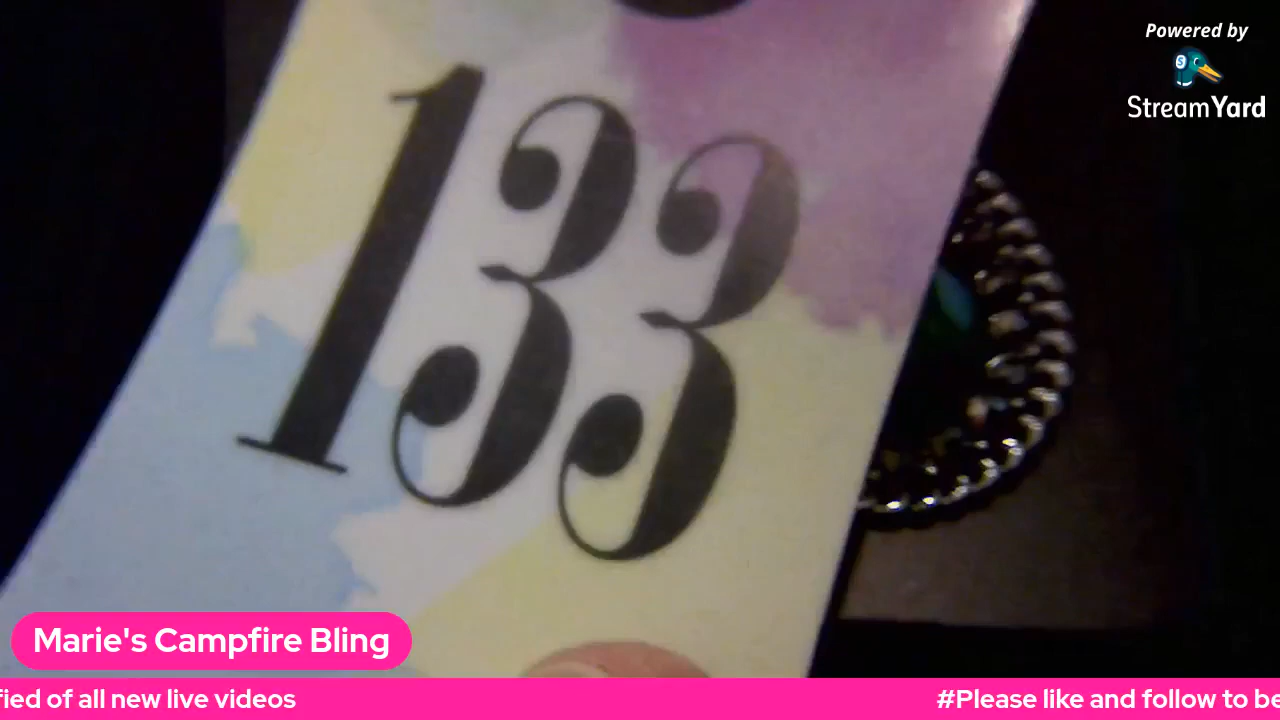 Powered by
StreamYard
133
Marie's Campfire Bling
fied of all new live videos
#Please like and follow to be